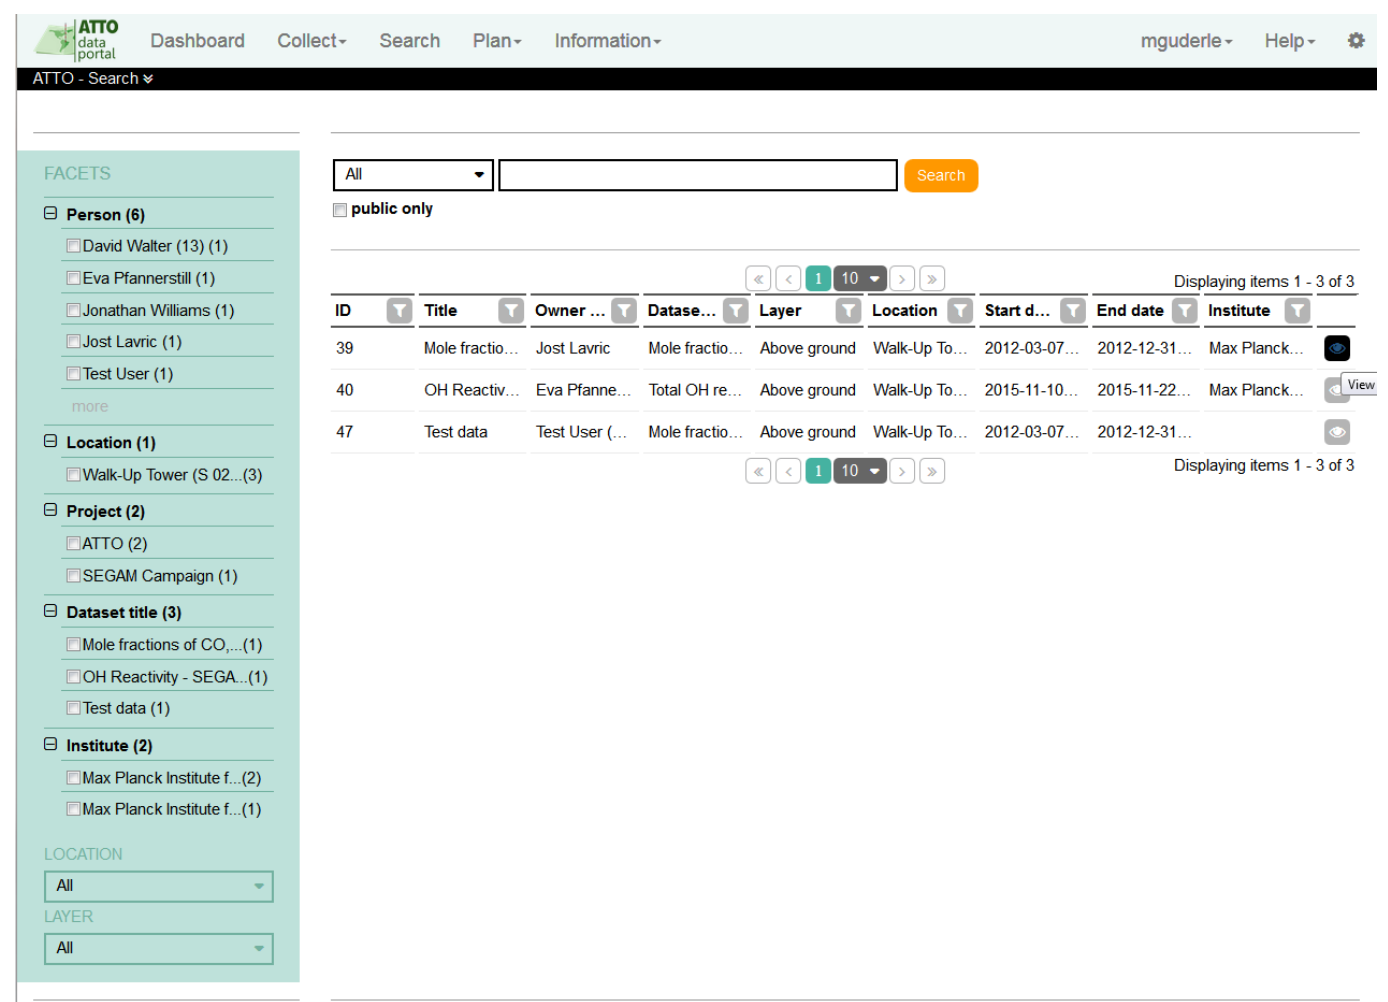 ATTO
data
portal
Dashboard Collect Search Plan Information mguderle Help
ATTO - Search
FACETS
Person (6)
David Walter (13) (1)
Eva Pfannerstill (1)
Jonathan Williams (1)
Jost Lavric (1)
Test User (1)
more
Location (1)
Walk-Up Tower (S 02...(3)
Project (2)
ATTO (2)
SEGAM Campaign (1)
Dataset title (3)
Mole fractions of CO,...(1)
OH Reactivity - SEGA...(1)
Test data (1)
Institute (2)
Max Planck Institute f...(2)
Max Planck Institute f...(1)
LOCATION
All
LAYER
All
All Search
public only
1 10
Displaying items 1 - 3 of 3
ID Title Owner ... Datase... Layer Location Start d... End date Institute
39 Mole fractio... Jost Lavric Mole fractio... Above ground Walk-Up To... 2012-03-07... 2012-12-31... Max Planck...
View
40 OH Reactiv... Eva Pfanne... Total OH re... Above ground Walk-Up To... 2015-11-10... 2015-11-22... Max Planck...
47 Test data Test User (... Mole fractio... Above ground Walk-Up To... 2012-03-07... 2012-12-31...
1 10
Displaying items 1 - 3 of 3